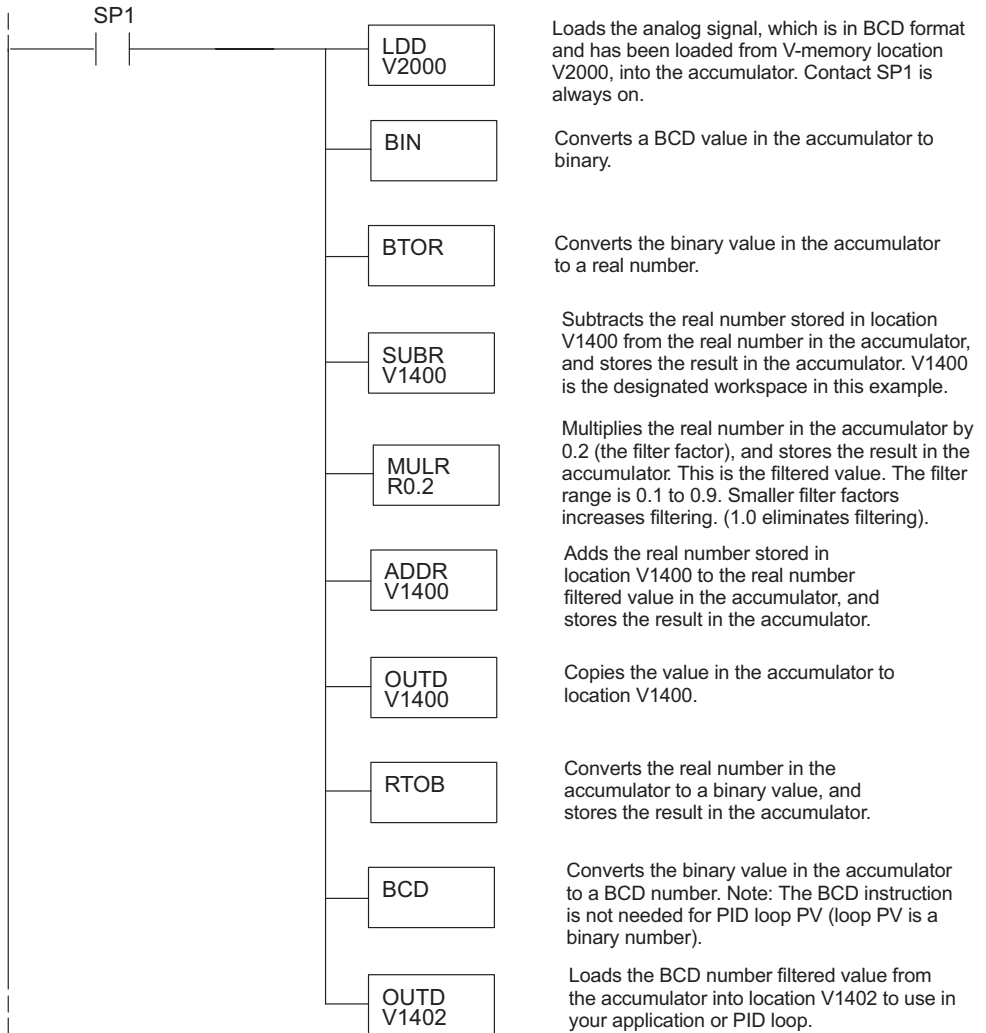 SP1
LDD
V2000
Loads the analog signal, which is in BCD format
and has been loaded from V-memory location
V2000, into the accumulator. Contact SP1 is
always on.
BIN
Converts a BCD value in the accumulator to
binary.
BTOR
Converts the binary value in the accumulator
to a real number.
SUBR
V1400
Subtracts the real number stored in location
V1400 from the real number in the accumulator,
and stores the result in the accumulator. V1400
is the designated workspace in this example.
MULR
R0.2
Multiplies the real number in the accumulator by
0.2 (the filter factor), and stores the result in the
accumulator. This is the filtered value. The filter
range is 0.1 to 0.9. Smaller filter factors
increases filtering. (1.0 eliminates filtering).
ADDR
V1400
Adds the real number stored in
location V1400 to the real number
filtered value in the accumulator, and
stores the result in the accumulator.
OUTD
V1400
Copies the value in the accumulator to
location V1400.
RTOB
Converts the real number in the
accumulator to a binary value, and
stores the result in the accumulator.
BCD
Converts the binary value in the accumulator
to a BCD number. Note: The BCD instruction
is not needed for PID loop PV (loop PV is a
binary number).
OUTD
V1402
Loads the BCD number filtered value from
the accumulator into location V1402 to use in
your application or PID loop.